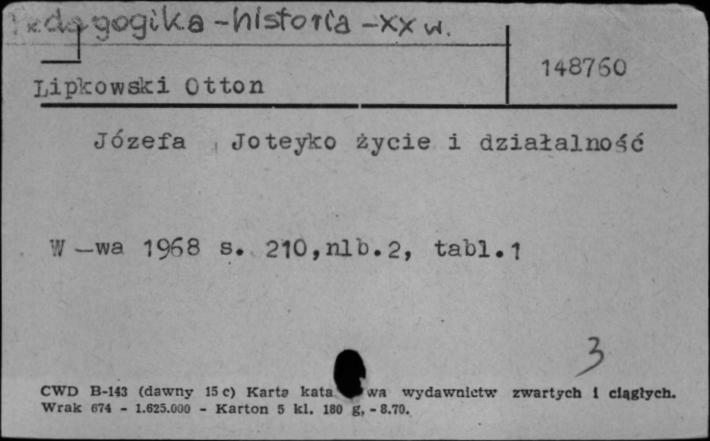 Pedagogika - historia - XX w.
148760
Lipkowski Otton
Józefa Joteyko życie i działalność
W-wa 1968 s. 210,nlb.2, tabl.1
3
CWD B-143 (dawny 15 c) Karta kata wa wydawnictw zwartych i ciągłych.
Wrak 674 - 1.625.000 - Karton 5 kl. 180 g, - 8.70.